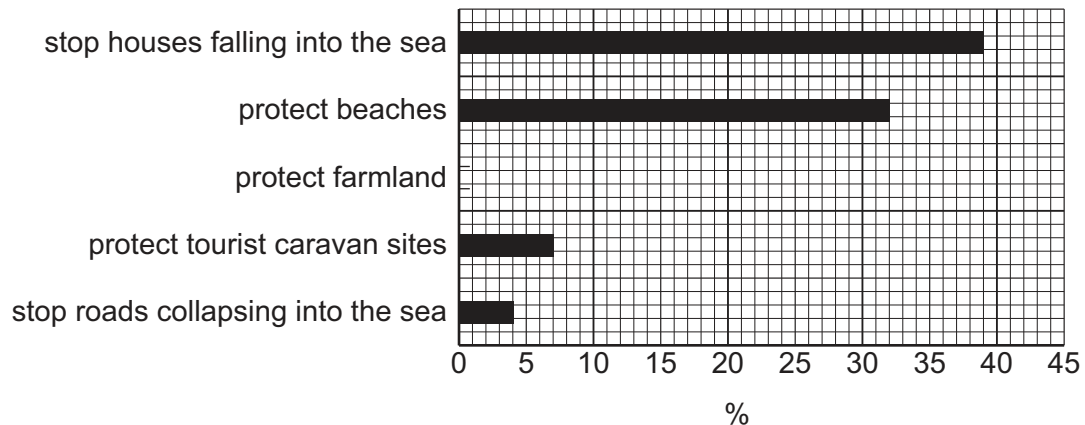 stop houses falling into the sea
protect beaches
protect farmland
protect tourist caravan sites
stop roads collapsing into the sea
0 5 10 15 20 25 30 35 40 45
%